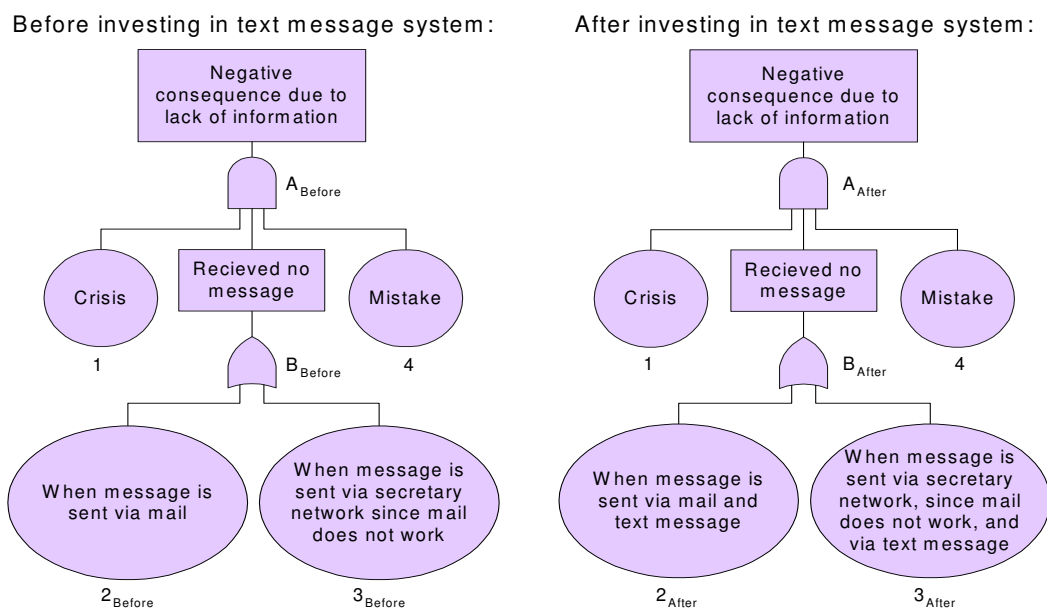 Before investing in text message system:
Negative
consequence due to
lack of information
A Before
Crisis
Recieved no
message
Mistake
1
B Before
4
When message is
sent via mail
When message is
sent via secretary
network since mail
does not work
2 Before
3 Before
After investing in text message system:
Negative
consequence due to
lack of information
A After
Crisis
Recieved no
message
Mistake
1
B After
4
When message is
sent via mail and
text message
When message is
sent via secretary
network, since mail
does not work, and
via text message
2 After
3 After